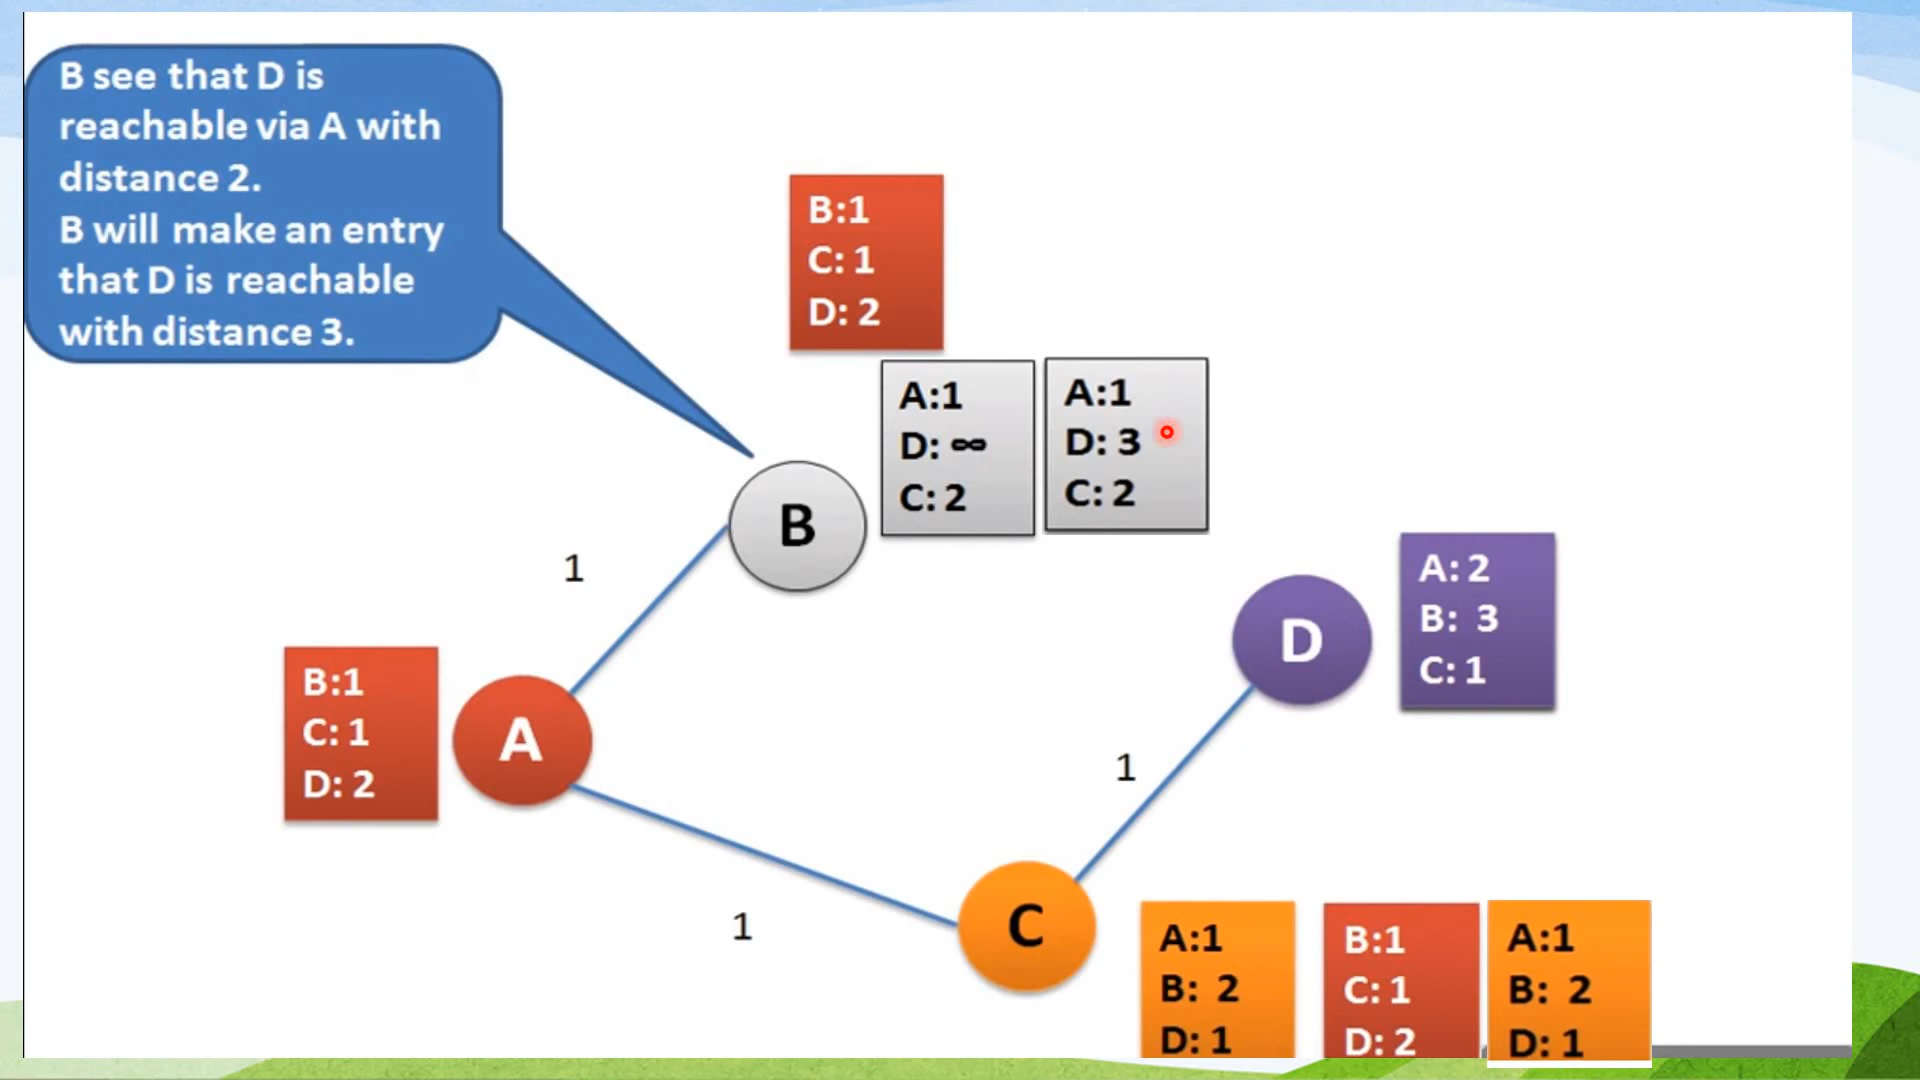 B see that D is
reachable via A with
distance 2.
B will make an entry
that D is reachable
with distance 3.
B:1
C: 1
D: 2
A:1
D: ∞
C: 2
A:1
D: 3
C: 2
B
1
A: 2
B: 3
C: 1
D
B:1
C: 1
D: 2
A
1
1
C
A:1
B: 2
D: 1
B:1
C: 1
D: 2
A:1
B: 2
D: 1